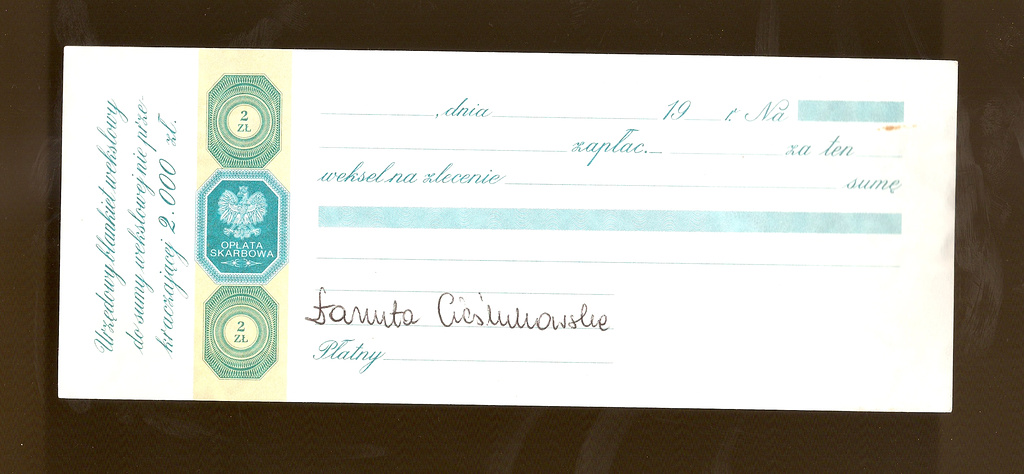 Urzędowy blankiet wekslowy
do sumy wekslowej nie prze-
kraczającej 2.000 zł.
2
ZŁ
OPŁATA
SKARBOWA
2
ZŁ
, dnia 19 r. Na
zapłac. za ten
weksel na zlecenie sumę
Danuta
Płatny